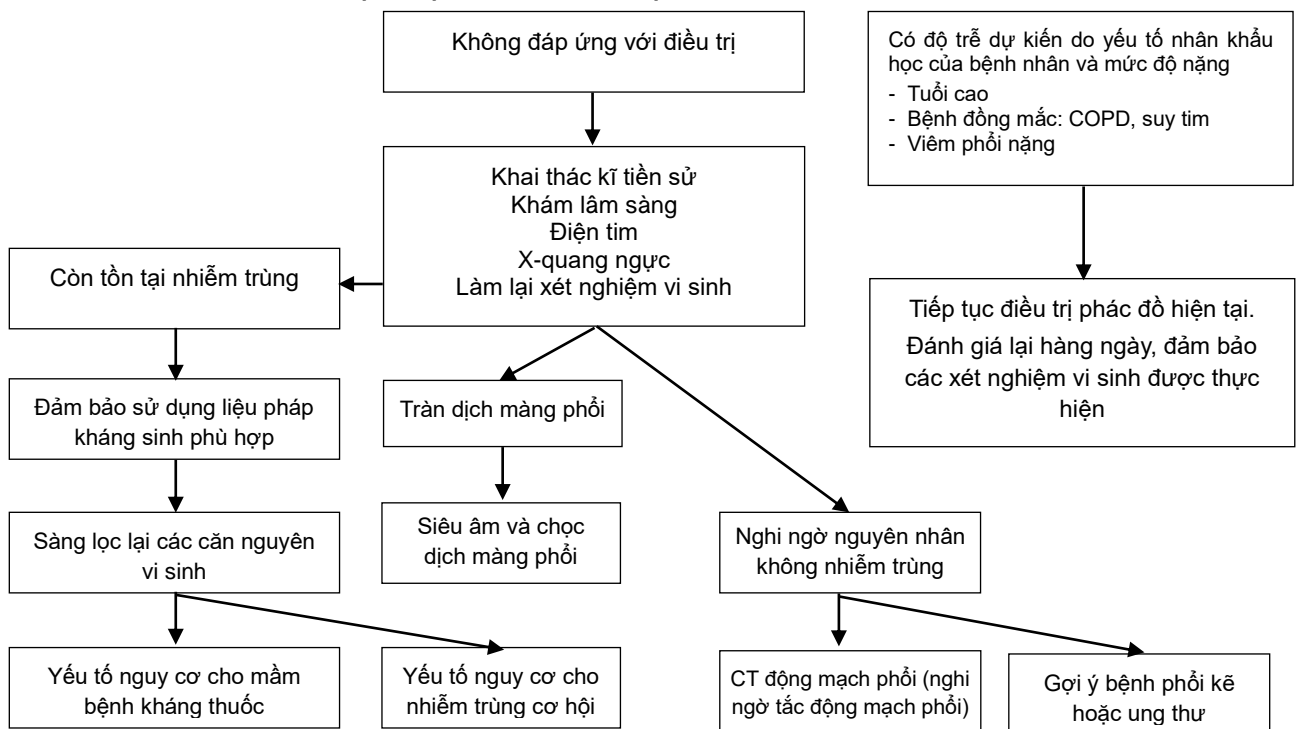 Không đáp ứng với điều trị
Có độ trễ dự kiến do yếu tố nhân khẩu
học của bệnh nhân và mức độ nặng
- Tuổi cao
- Bệnh đồng mắc: COPD, suy tim
- Viêm phổi nặng
Khai thác kĩ tiền sử
Khám lâm sàng
Điện tim
X-quang ngực
Làm lại xét nghiệm vi sinh
Còn tồn tại nhiễm trùng
Tiếp tục điều trị phác đồ hiện tại.
Đánh giá lại hàng ngày, đảm bảo
các xét nghiệm vi sinh được thực
hiện
Đảm bảo sử dụng liệu pháp
kháng sinh phù hợp
Tràn dịch màng phổi
Sàng lọc lại các căn nguyên
vi sinh
Siêu âm và chọc
dịch màng phổi
Nghi ngờ nguyên nhân
không nhiễm trùng
Yếu tố nguy cơ cho mầm
bệnh kháng thuốc
Yếu tố nguy cơ cho
nhiễm trùng cơ hội
CT động mạch phổi (nghi
ngờ tắc động mạch phổi)
Gợi ý bệnh phổi kẽ
hoặc ung thư